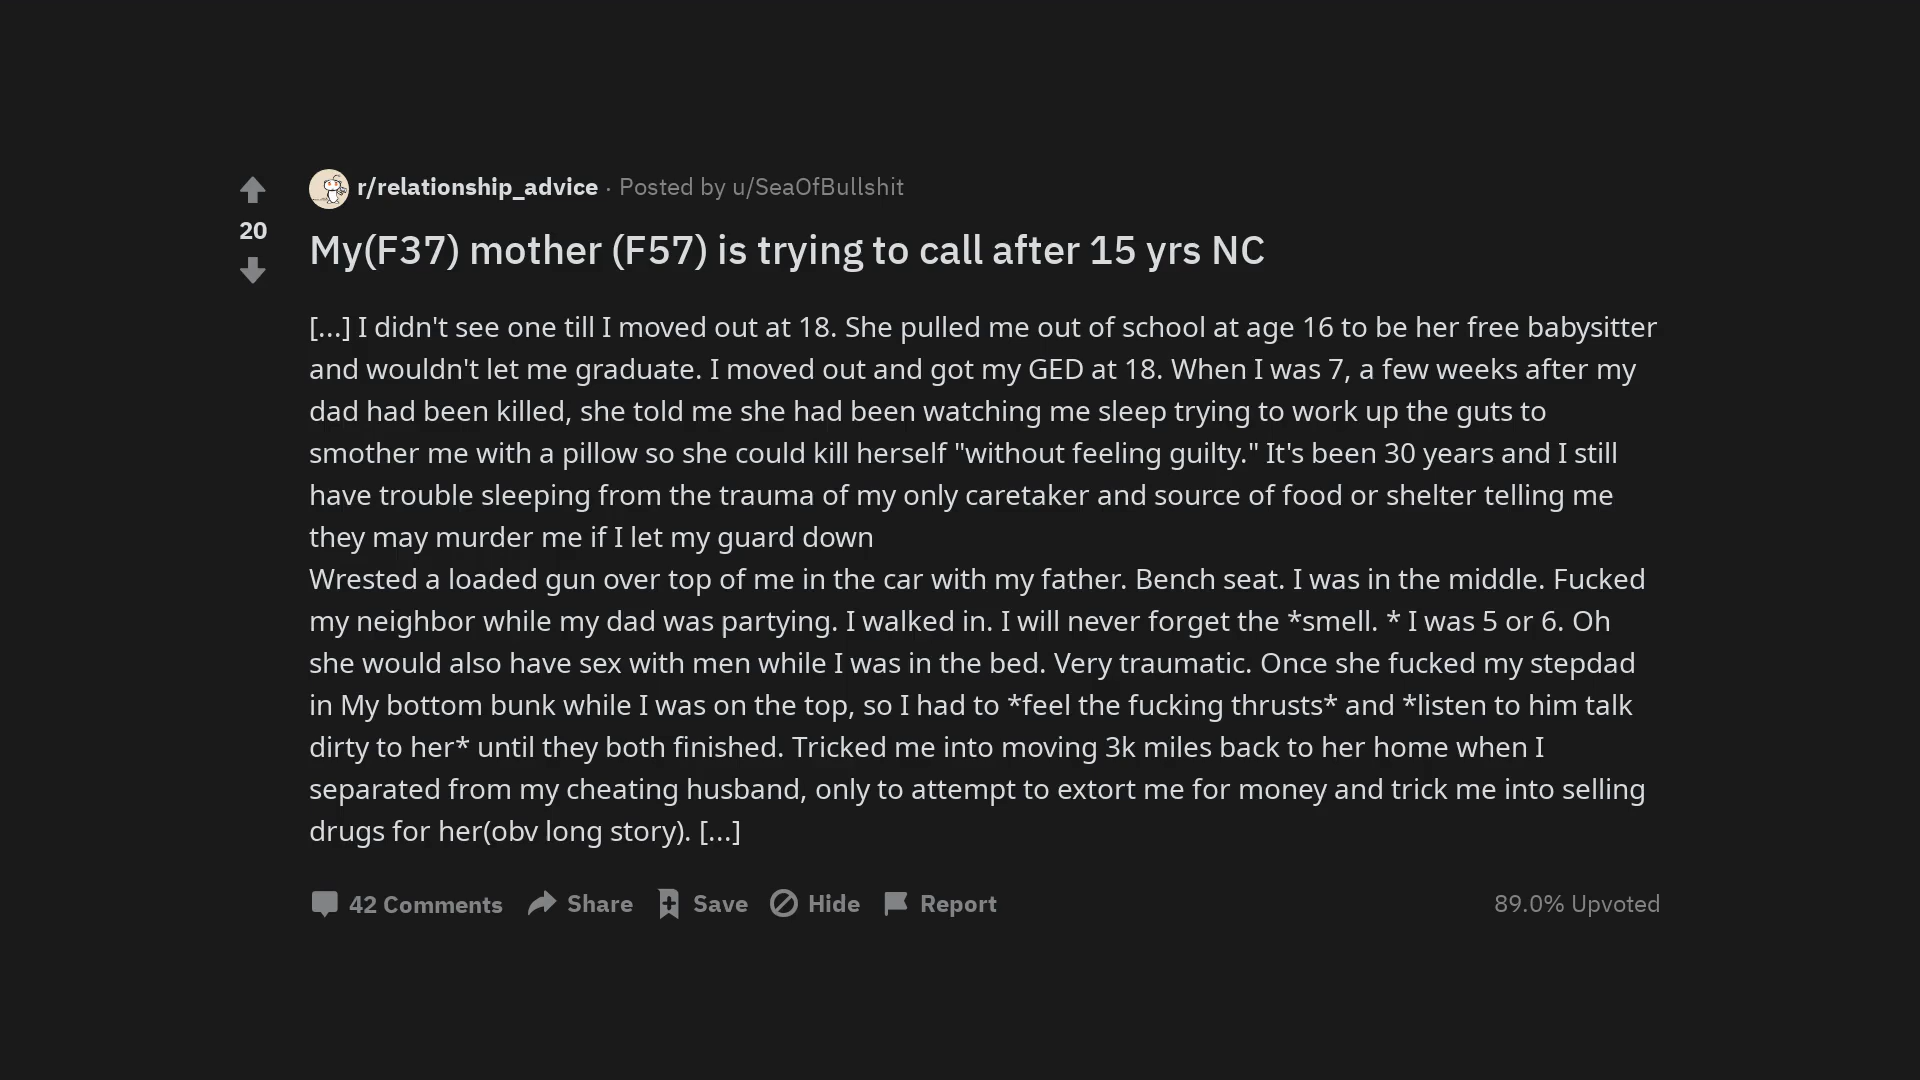 r/relationship_advice · Posted by u/SeaOfBullshit
20
My(F37) mother (F57) is trying to call after 15 yrs NC
[...] I didn't see one till I moved out at 18. She pulled me out of school at age 16 to be her free babysitter
and wouldn't let me graduate. I moved out and got my GED at 18. When I was 7, a few weeks after my
dad had been killed, she told me she had been watching me sleep trying to work up the guts to
smother me with a pillow so she could kill herself "without feeling guilty." It's been 30 years and I still
have trouble sleeping from the trauma of my only caretaker and source of food or shelter telling me
they may murder me if I let my guard down
Wrested a loaded gun over top of me in the car with my father. Bench seat. I was in the middle. Fucked
my neighbor while my dad was partying. I walked in. I will never forget the *smell. * I was 5 or 6. Oh
she would also have sex with men while I was in the bed. Very traumatic. Once she fucked my stepdad
in My bottom bunk while I was on the top, so I had to *feel the fucking thrusts* and *listen to him talk
dirty to her* until they both finished. Tricked me into moving 3k miles back to her home when I
separated from my cheating husband, only to attempt to extort me for money and trick me into selling
drugs for her(obv long story). [...]
42 Comments Share Save Hide Report 89.0% Upvoted